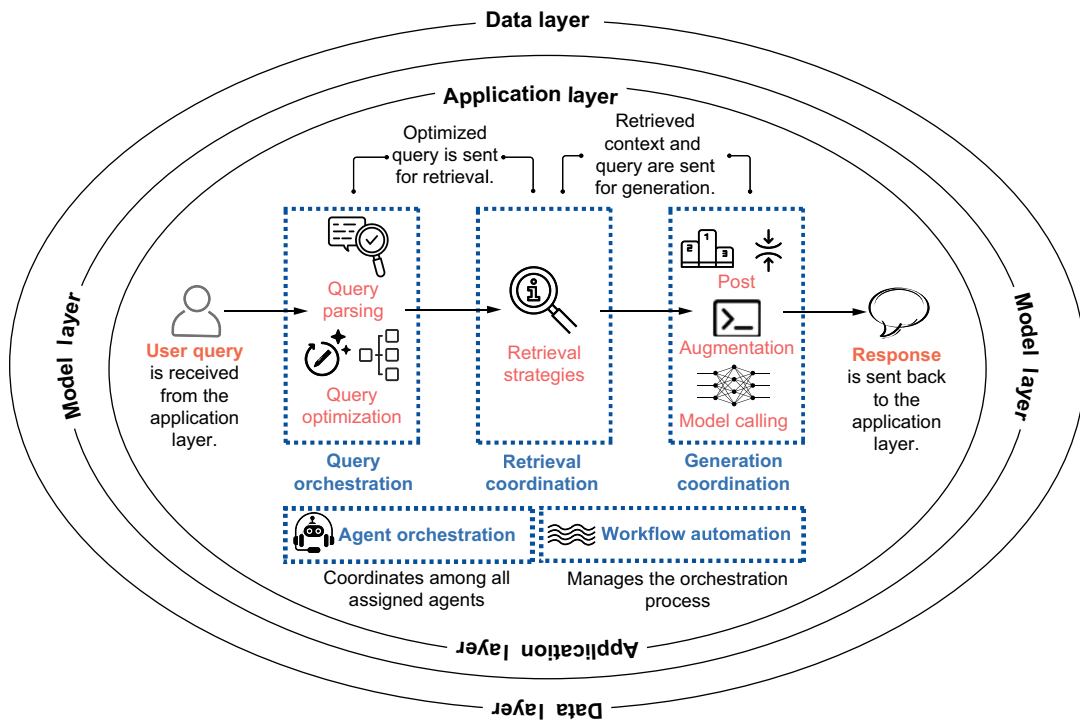 Data layer
Model layer
Application layer
Optimized
query is sent
for retrieval.
Retrieved
context and
query are sent
for generation.
User query
is received
from the
application
layer.
Query
parsing
Query
optimization
Query
orchestration
i
Retrieval
strategies
Retrieval
coordination
1
2
3
Post
>_
Augmentation
Model calling
Generation
coordination
Response
is sent back
to the
application
layer.
Model layer
Agent orchestration
Coordinates among all
assigned agents
Workflow automation
Manages the orchestration
process
Application layer
Data layer